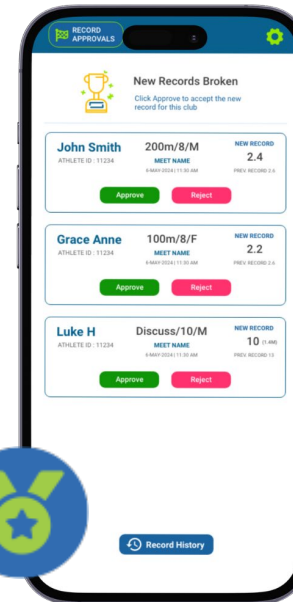 RECORD
APPROVALS
New Records Broken
Click Approve to accept the new
record for this club
John Smith 200m/8/M NEW RECORD
2.4
ATHLETE ID : 11234 MEET NAME
6-MAY-2024 | 11:30 AM PREV. RECORD 2.6
Approve Reject
Grace Anne 100m/8/F NEW RECORD
2.2
ATHLETE ID : 11234 MEET NAME
6-MAY-2024 | 11:30 AM PREV. RECORD 2.6
Approve Reject
Luke H Discuss/10/M NEW RECORD
10 (1.4M)
ATHLETE ID : 11234 MEET NAME
6-MAY-2024 | 11:30 AM PREV. RECORD 13
Approve Reject
Record History